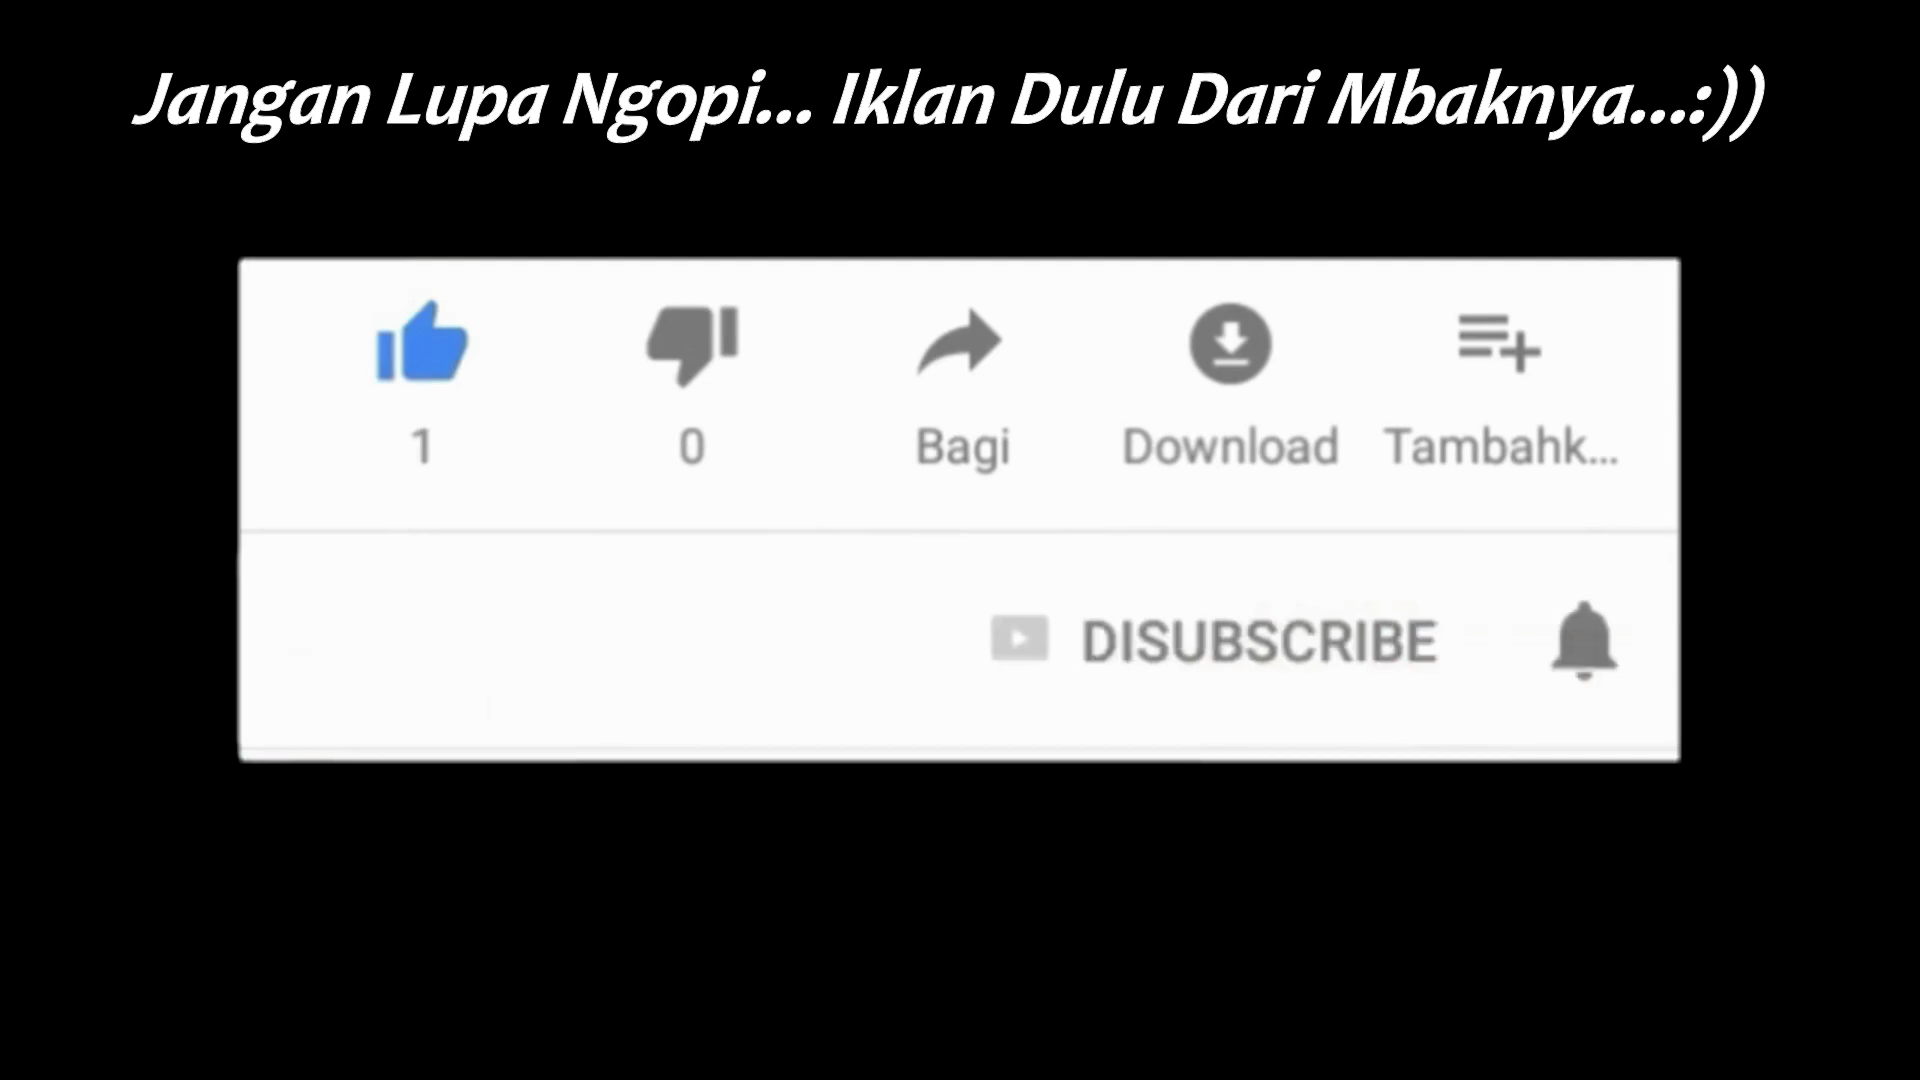 Jangan Lupa Ngopi... Iklan Dulu Dari Mbaknya...:))
1 0 Bagi Download Tambahk...
DISUBSCRIBE